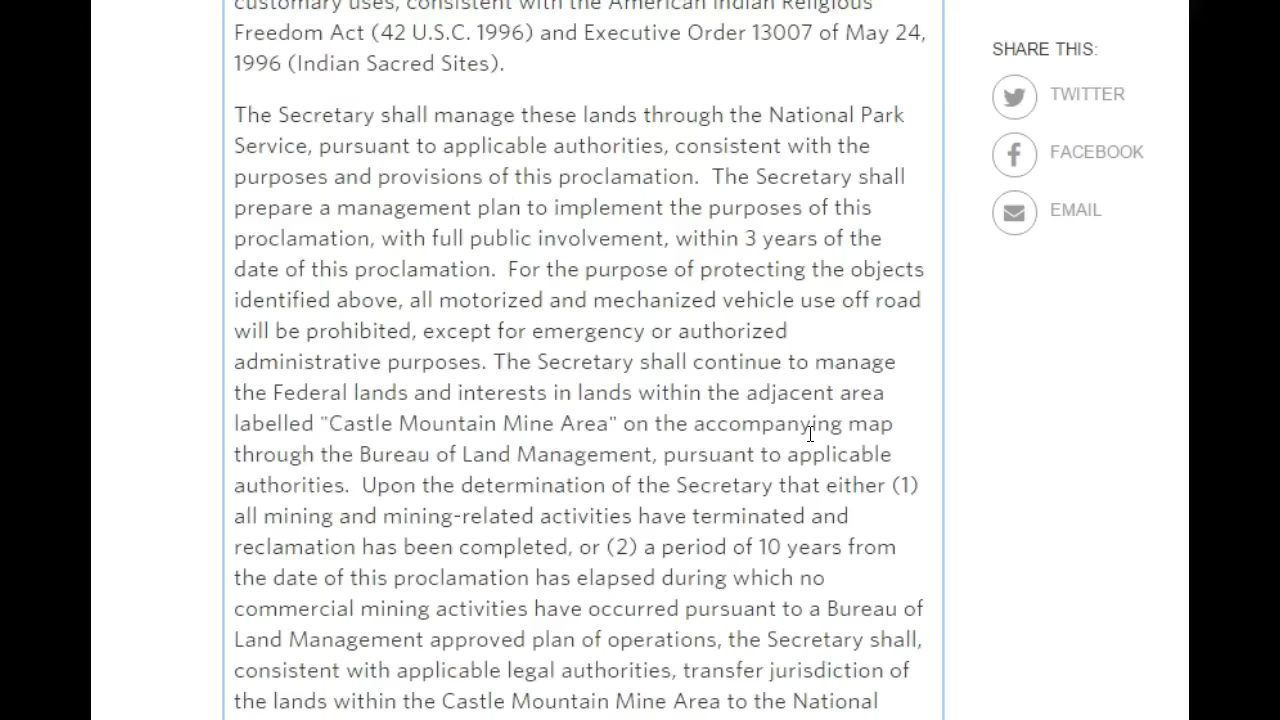 customary uses, consistent with the American Indian Religious
Freedom Act (42 U.S.C. 1996) and Executive Order 13007 of May 24,
1996 (Indian Sacred Sites).
The Secretary shall manage these lands through the National Park
Service, pursuant to applicable authorities, consistent with the
purposes and provisions of this proclamation.  The Secretary shall
prepare a management plan to implement the purposes of this
proclamation, with full public involvement, within 3 years of the
date of this proclamation.  For the purpose of protecting the objects
identified above, all motorized and mechanized vehicle use off road
will be prohibited, except for emergency or authorized
administrative purposes. The Secretary shall continue to manage
the Federal lands and interests in lands within the adjacent area
labelled "Castle Mountain Mine Area" on the accompanying map
through the Bureau of Land Management, pursuant to applicable
authorities.  Upon the determination of the Secretary that either (1)
all mining and mining-related activities have terminated and
reclamation has been completed, or (2) a period of 10 years from
the date of this proclamation has elapsed during which no
commercial mining activities have occurred pursuant to a Bureau of
Land Management approved plan of operations, the Secretary shall,
consistent with applicable legal authorities, transfer jurisdiction of
the lands within the Castle Mountain Mine Area to the National
SHARE THIS:
TWITTER
FACEBOOK
EMAIL